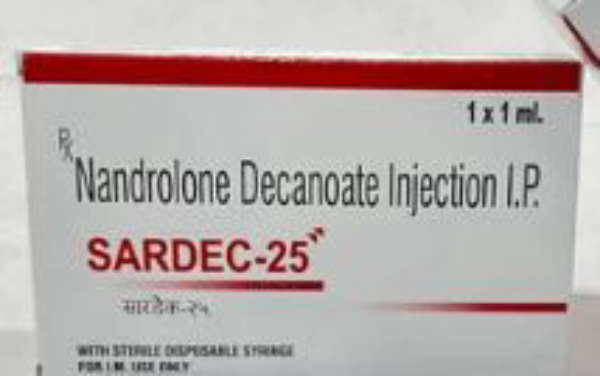 1 x 1 ml.
Rx
Nandrolone Decanoate Injection I.P.
SARDEC-25
सारडेक-२५
WITH STERILE DISPOSABLE SYRINGE
FOR I.M. USE ONLY